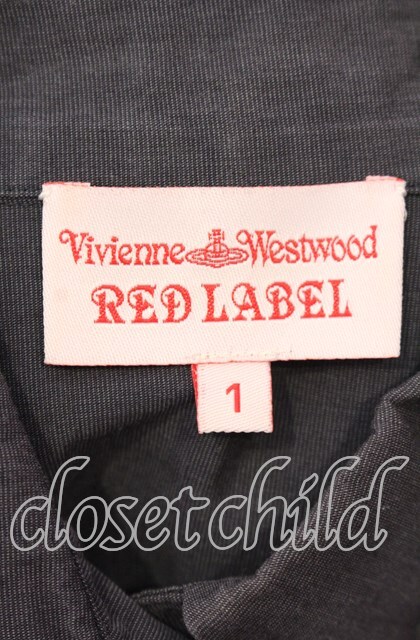 Vivienne Westwood
RED LABEL
1
closet child